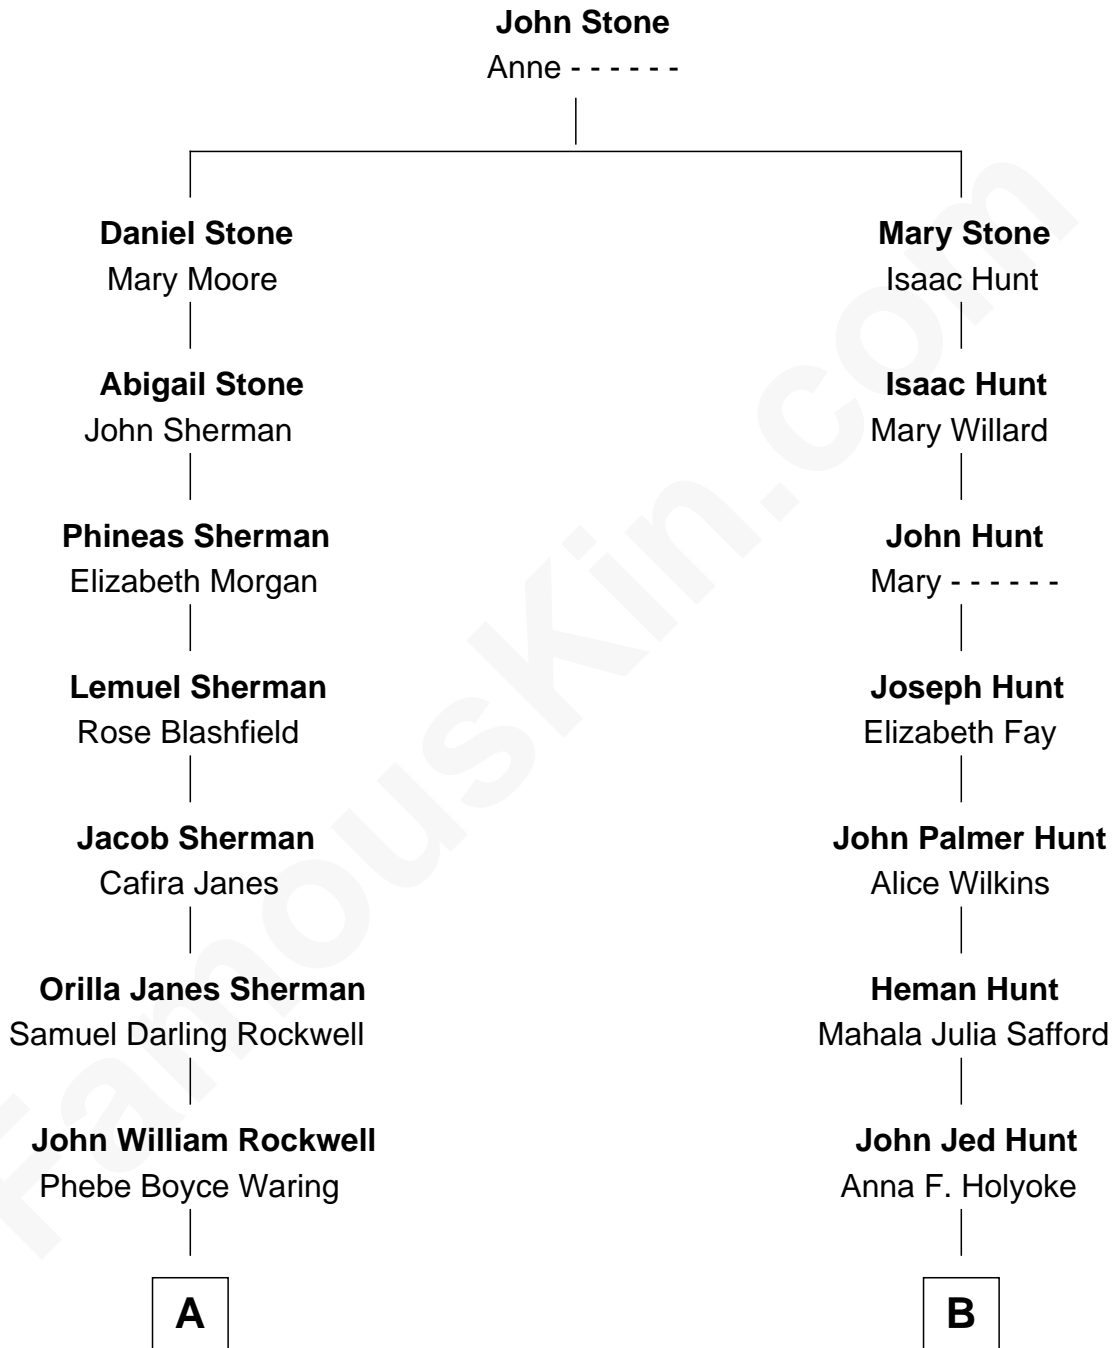 John Stone
Anne - - - - - -
Daniel Stone
Mary Moore
Mary Stone
Isaac Hunt
Abigail Stone
John Sherman
Isaac Hunt
Mary Willard
Phineas Sherman
Elizabeth Morgan
John Hunt
Mary - - - - - -
Lemuel Sherman
Rose Blashfield
Joseph Hunt
Elizabeth Fay
Jacob Sherman
Cafira Janes
John Palmer Hunt
Alice Wilkins
Orilla Janes Sherman
Samuel Darling Rockwell
Heman Hunt
Mahala Julia Safford
John William Rockwell
Phebe Boyce Waring
John Jed Hunt
Anna F. Holyoke
A
B
FamousKin.com